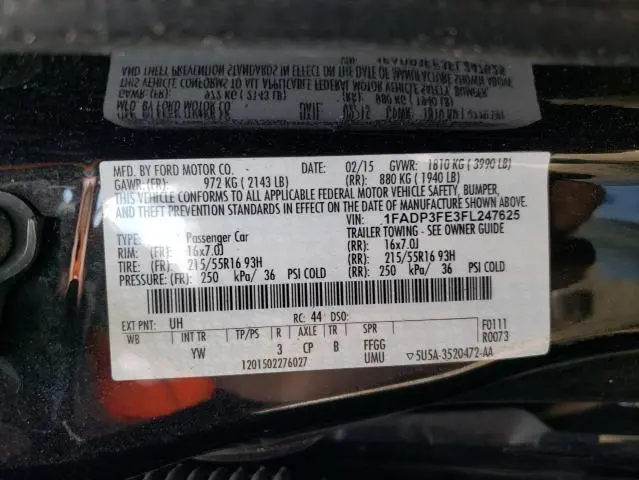 MFD. BY FORD MOTOR CO. DATE: 02/15 GVWR: 1810 KG ( 3990 LB)
GAWR: (FR): 972 KG ( 2143 LB) (RR): 880 KG ( 1940 LB)
THIS VEHICLE CONFORMS TO ALL APPLICABLE FEDERAL MOTOR VEHICLE SAFETY, BUMPER,
AND THEFT PREVENTION STANDARDS IN EFFECT ON THE DATE OF MANUFACTURE SHOWN ABOVE.
VIN: 1FADP3FE3FL247625
TYPE: Passenger Car TRAILER TOWING - SEE OWNER GUIDE
RIM: (FR): 16x7.0J (RR): 16x7.0J
TIRE: (FR): 215/55R16 93H (RR): 215/55R16 93H
PRESSURE: (FR): 250 kPa/ 36 PSI COLD (RR): 250 kPa/ 36 PSI COLD
EXT PNT: UH RC: 44 DSO: F0111
WB INT TR TP/PS R AXLE TR SPR R0073
YW 3 CP B FFGG
1201502276027 UMU ▽5U5A-3520472-AA